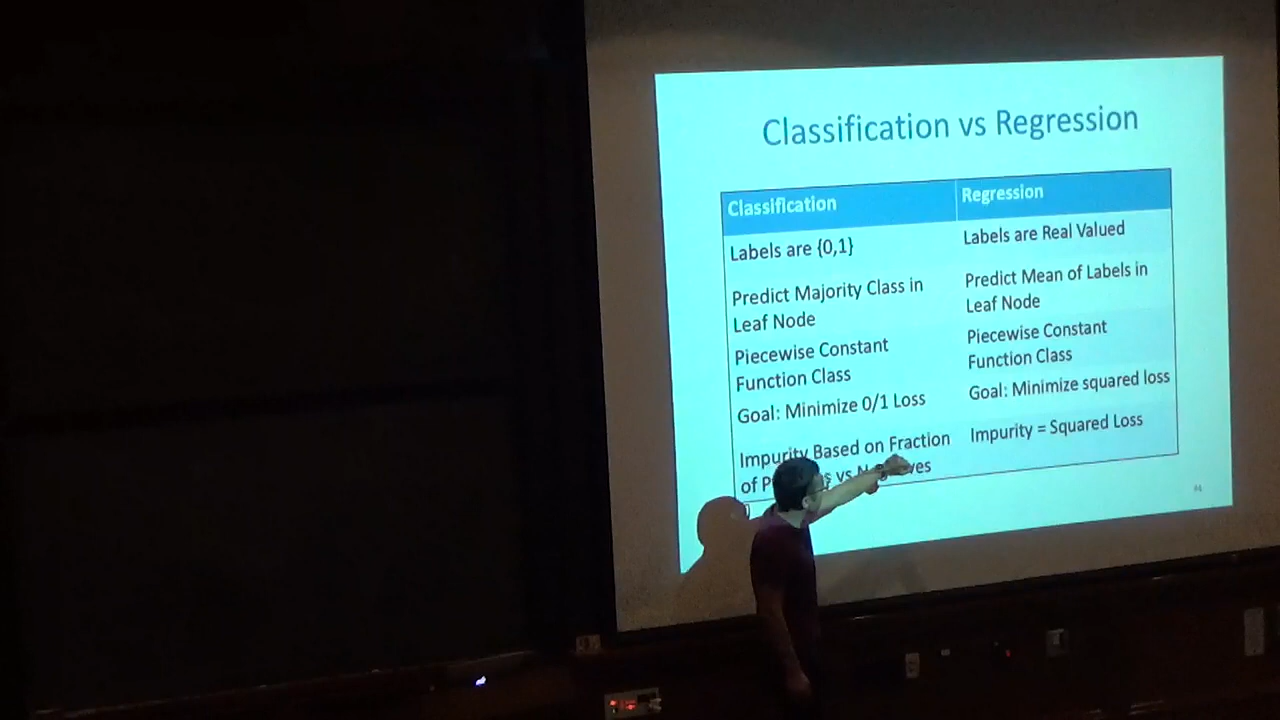 Classification vs Regression
Classification
Regression
Labels are {0,1}
Labels are Real Valued
Predict Majority Class in
Leaf Node
Predict Mean of Labels in
Leaf Node
Piecewise Constant
Function Class
Piecewise Constant
Function Class
Goal: Minimize 0/1 Loss
Goal: Minimize squared loss
Impurity Based on Fraction
of vs
Impurity = Squared Loss